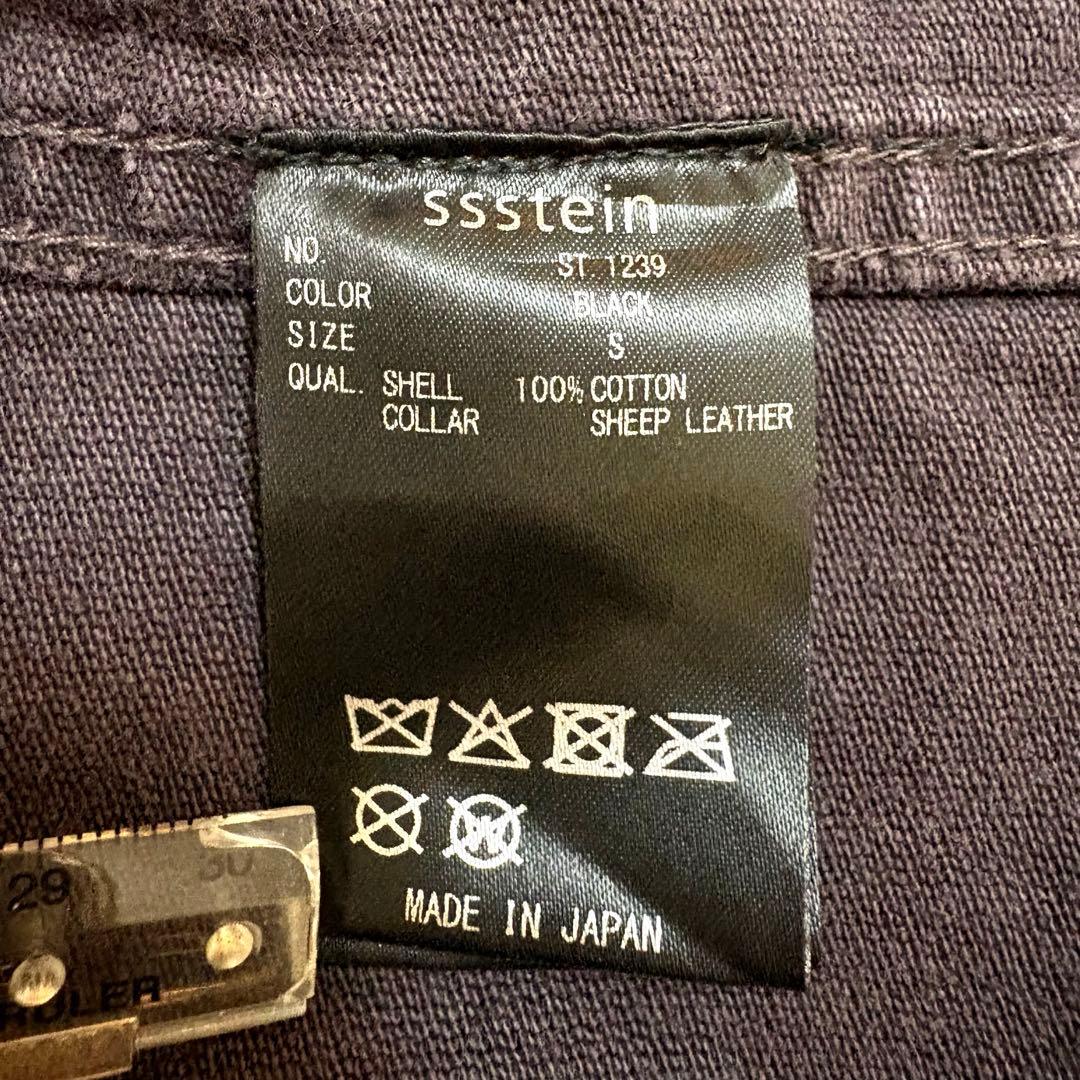 ssstein
NO. ST 1239
COLOR BLACK
SIZE S
QUAL. SHELL 100% COTTON
COLLAR SHEEP LEATHER
W
MADE IN JAPAN
29 30